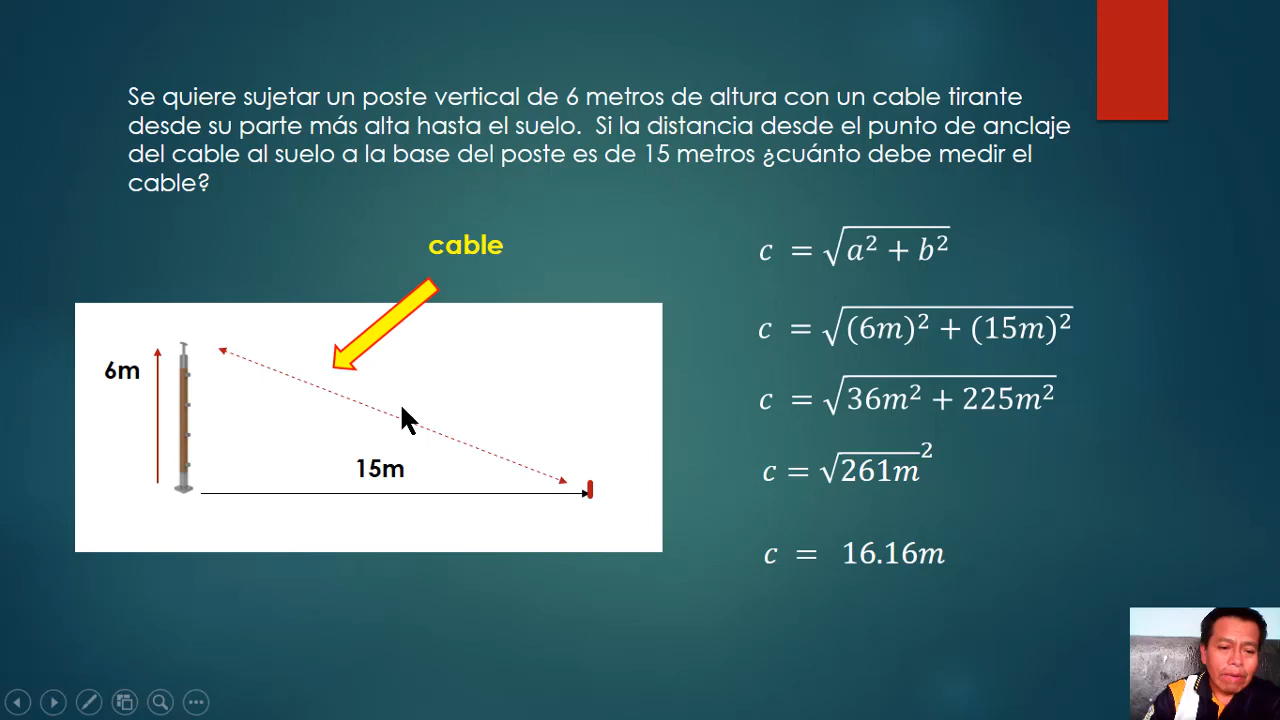 Se quiere sujetar un poste vertical de 6 metros de altura con un cable tirante
desde su parte más alta hasta el suelo. Si la distancia desde el punto de anclaje
del cable al suelo a la base del poste es de 15 metros ¿cuánto debe medir el
cable?
cable
6m
15m
c = √(a² + b²)
c = √((6m)² + (15m)²)
c = √(36m² + 225m²)
c = √(261m)²
c = 16.16m